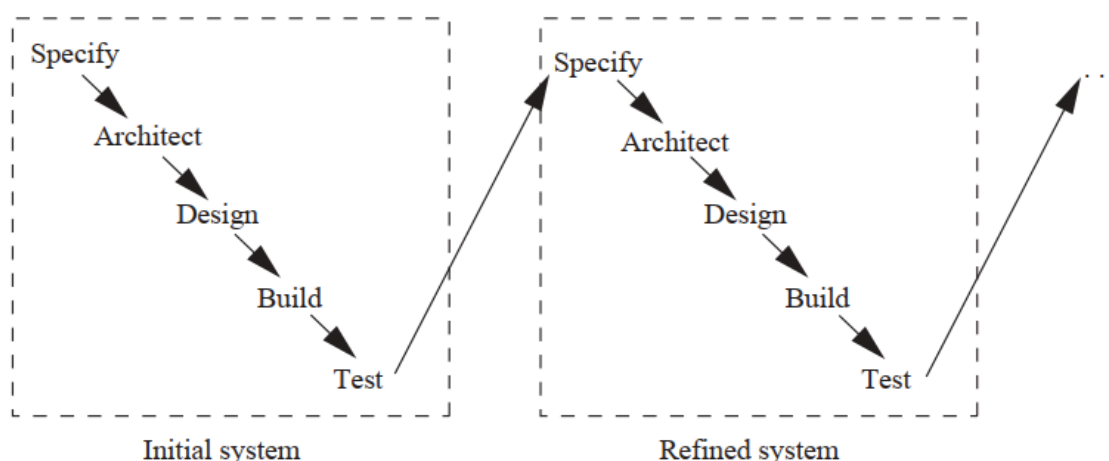 Specify
Architect
Design
Build
Test
Initial system
Specify
Architect
Design
Build
Test
Refined system
. .